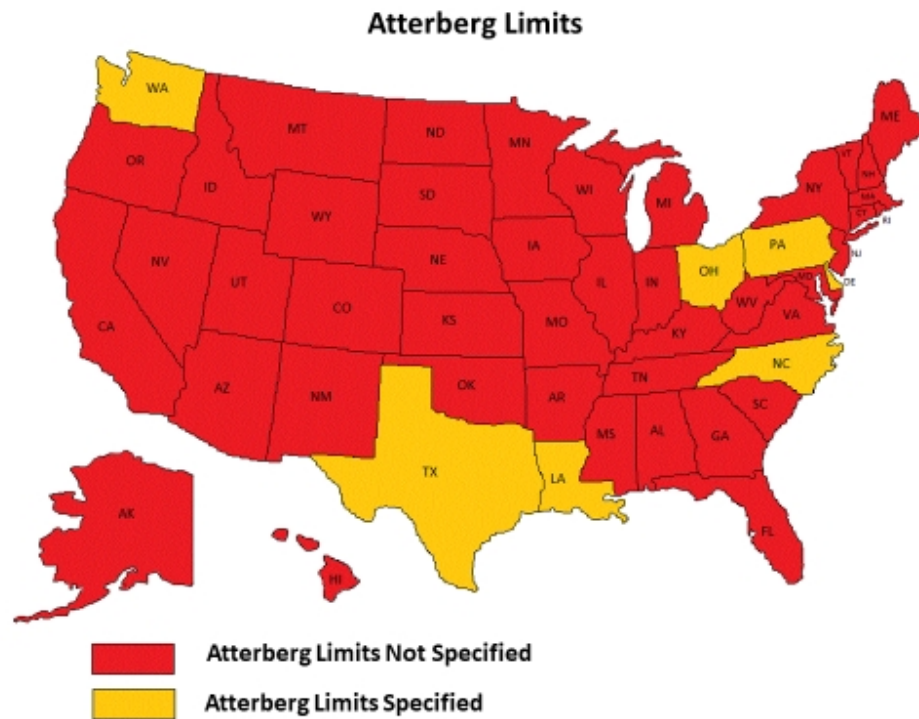 Atterberg Limits
WA
MT
ND
MN
ME
OR
ID
SD
WI
MI
NY
VT
NH
MA
CT
RI
WY
IA
NE
PA
NJ
NV
UT
CO
IL
IN
OH
MD
DE
WV
VA
CA
KS
MO
KY
NC
AZ
NM
OK
AR
TN
SC
MS
AL
GA
TX
LA
FL
AK
HI
Atterberg Limits Not Specified
Atterberg Limits Specified